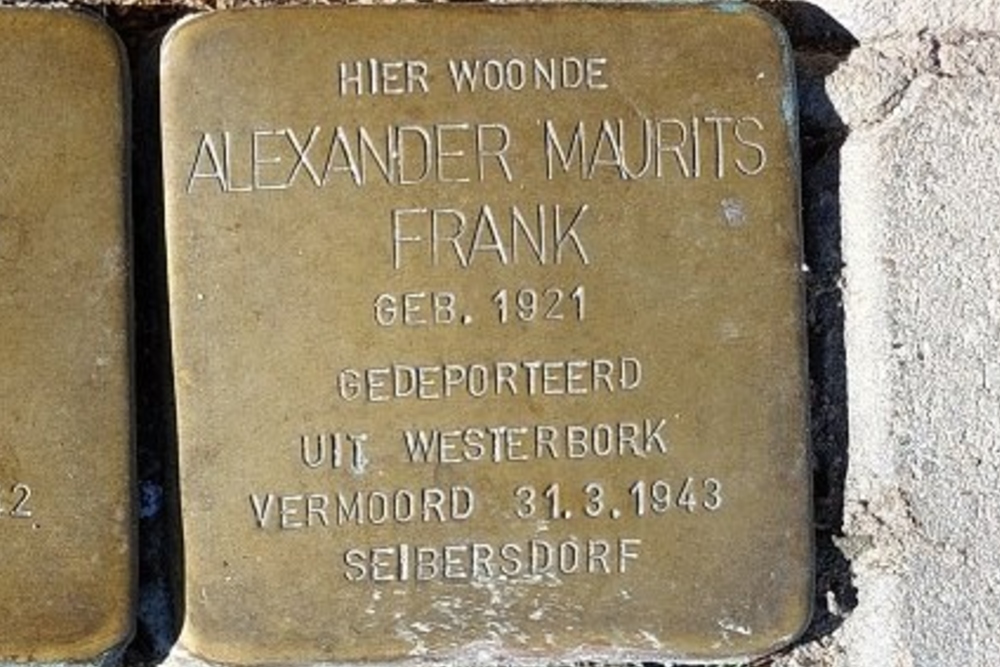 HIER WOONDE
ALEXANDER MAURITS
FRANK
GEB. 1921
GEDEPORTEERD
UIT WESTERBORK
VERMOORD 31.3.1943
SEIBERSDORF